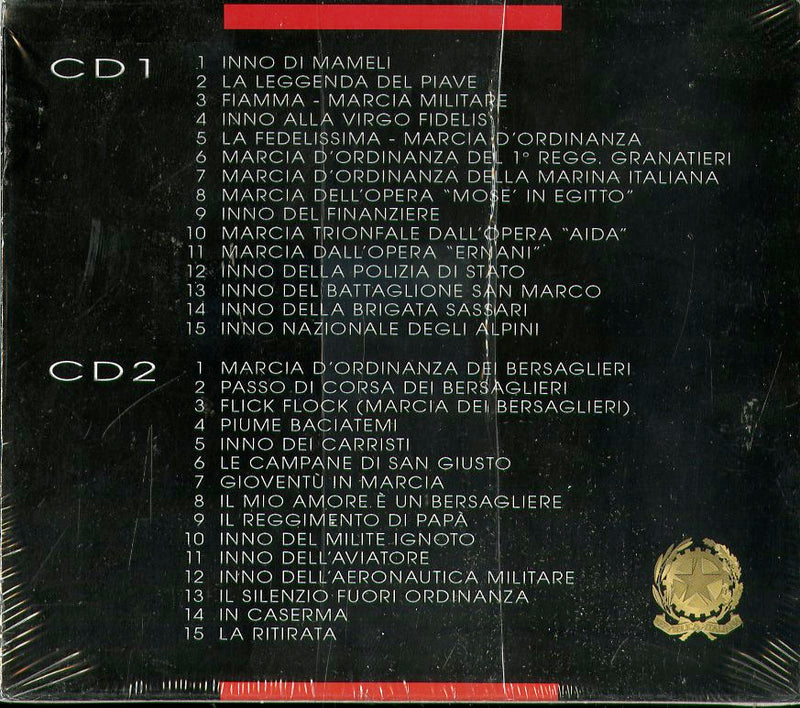 CD1
1 INNO DI MAMELI
2 LA LEGGENDA DEL PIAVE
3 FIAMMA - MARCIA MILITARE
4 INNO ALLA VIRGO FIDELIS
5 LA FEDELISSIMA - MARCIA D'ORDINANZA
6 MARCIA D'ORDINANZA DEL 1° REGG. GRANATIERI
7 MARCIA D'ORDINANZA DELLA MARINA ITALIANA
8 MARCIA DELL'OPERA "MOSE' IN EGITTO"
9 INNO DEL FINANZIERE
10 MARCIA TRIONFALE DALL'OPERA "AIDA"
11 MARCIA DALL'OPERA "ERNANI"
12 INNO DELLA POLIZIA DI STATO
13 INNO DEL BATTAGLIONE SAN MARCO
14 INNO DELLA BRIGATA SASSARI
15 INNO NAZIONALE DEGLI ALPINI
CD2
1 MARCIA D'ORDINANZA DEI BERSAGLIERI
2 PASSO DI CORSA DEI BERSAGLIERI
3 FLICK FLOCK (MARCIA DEI BERSAGLIERI)
4 PIUME BACIATEMI
5 INNO DEI CARRISTI
6 LE CAMPANE DI SAN GIUSTO
7 GIOVENTÙ IN MARCIA
8 IL MIO AMORE È UN BERSAGLIERE
9 IL REGGIMENTO DI PAPÀ
10 INNO DEL MILITE IGNOTO
11 INNO DELL'AVIATORE
12 INNO DELL'AERONAUTICA MILITARE
13 IL SILENZIO FUORI ORDINANZA
14 IN CASERMA
15 LA RITIRATA